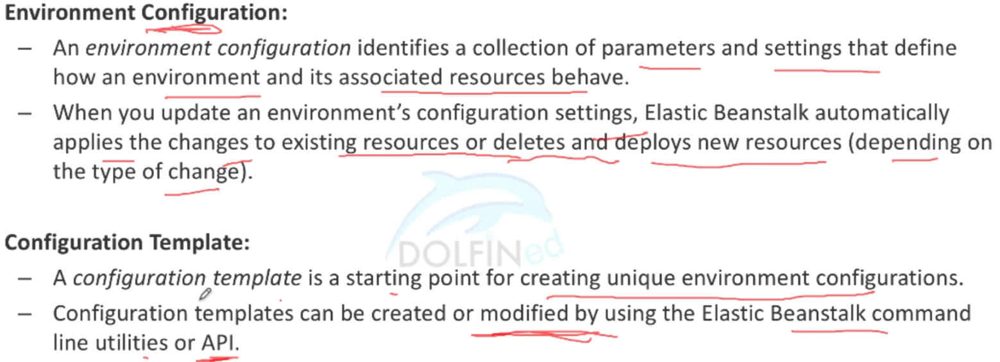 Environment Configuration:
– An environment configuration identifies a collection of parameters and settings that define
how an environment and its associated resources behave.
– When you update an environment's configuration settings, Elastic Beanstalk automatically
applies the changes to existing resources or deletes and deploys new resources (depending on
the type of change).
DOLFINed
Configuration Template:
– A configuration template is a starting point for creating unique environment configurations.
– Configuration templates can be created or modified by using the Elastic Beanstalk command
line utilities or API.